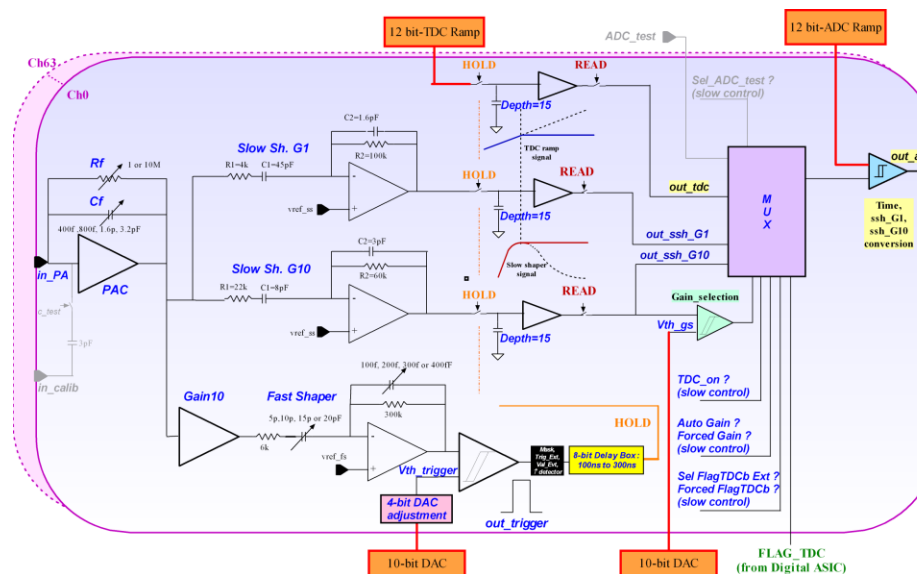 12 bit-TDC Ramp
12 bit-ADC Ramp
ADC_test
Ch63
Ch0
HOLD
READ
Sel_ADC_test ?
(slow control)
Depth=15
C2=1.6pF
R2=100k
Slow Sh. G1
R1=4k
C1=45pF
TDC ramp
signal
Rf
1 or 10M
Cf
400f ,800f, 1.6p, 3.2pF
vref_ss
HOLD
READ
out_tdc
M
U
X
out_a
Time,
ssh_G1,
ssh_G10
conversion
Depth=15
out_ssh_G1
in_PA
PAC
C2=3pF
R2=60k
Slow Sh. G10
R1=22k
C1=8pF
Slow shaper
signal
out_ssh_G10
HOLD
READ
Gain_selection
c_test
3pF
vref_ss
Depth=15
Vth_gs
in_calib
100f, 200f, 300f or 400fF
300k
TDC_on ?
(slow control)
Gain10
Fast Shaper
5p,10p, 15p or 20pF
6k
HOLD
Auto Gain ?
Forced Gain ?
(slow control)
vref_fs
Vth_trigger
Mask,
Trig_Ext,
Val_Evt,
detector
8-bit Delay Box :
100ns to 300ns
Sel FlagTDCb Ext ?
Forced FlagTDCb ?
(slow control)
4-bit DAC
adjustment
out_trigger
10-bit DAC
10-bit DAC
FLAG_TDC
(from Digital ASIC)